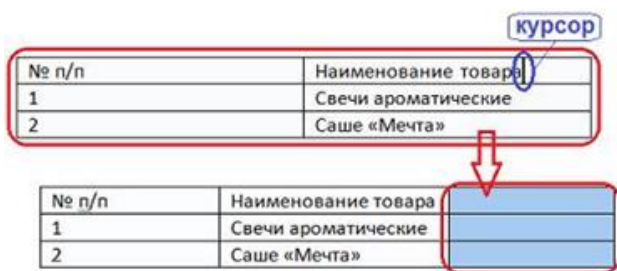 курсор
№ п/п Наименование товара
1 Свечи ароматические
2 Саше «Мечта»
№ п/п Наименование товара
1 Свечи ароматические
2 Саше «Мечта»